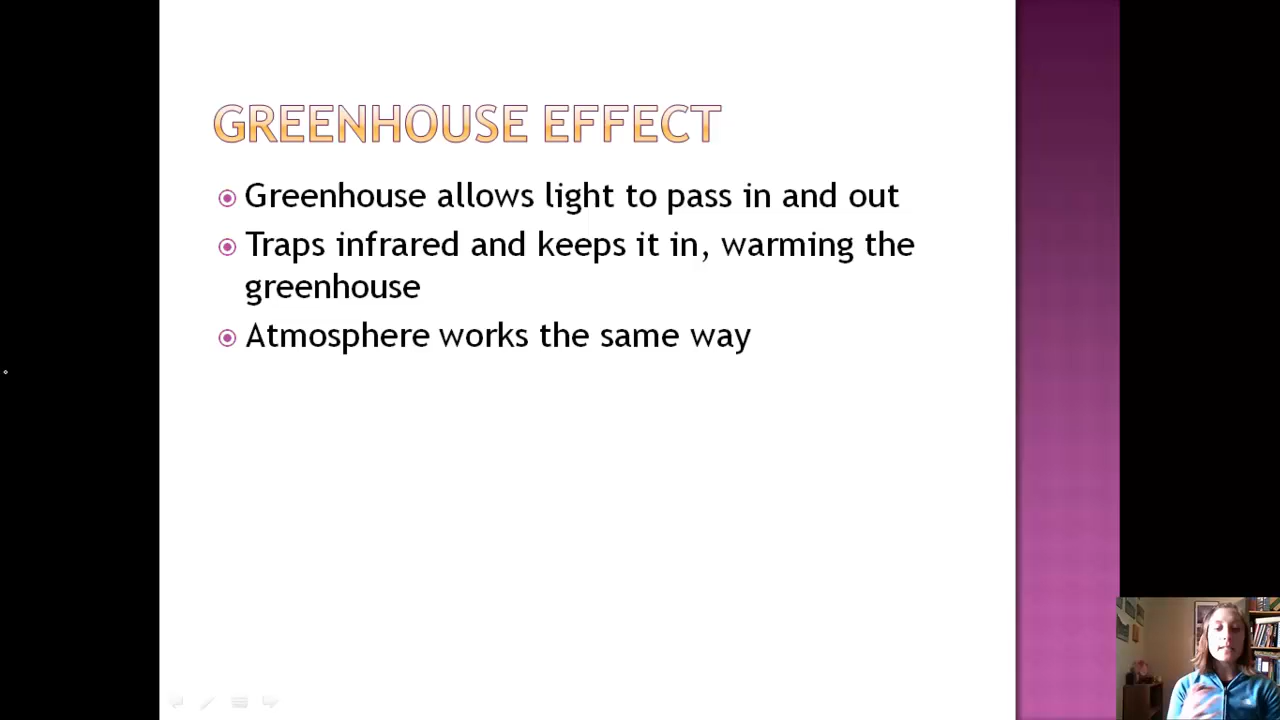 GREENHOUSE EFFECT
Greenhouse allows light to pass in and out
Traps infrared and keeps it in, warming the
greenhouse
Atmosphere works the same way